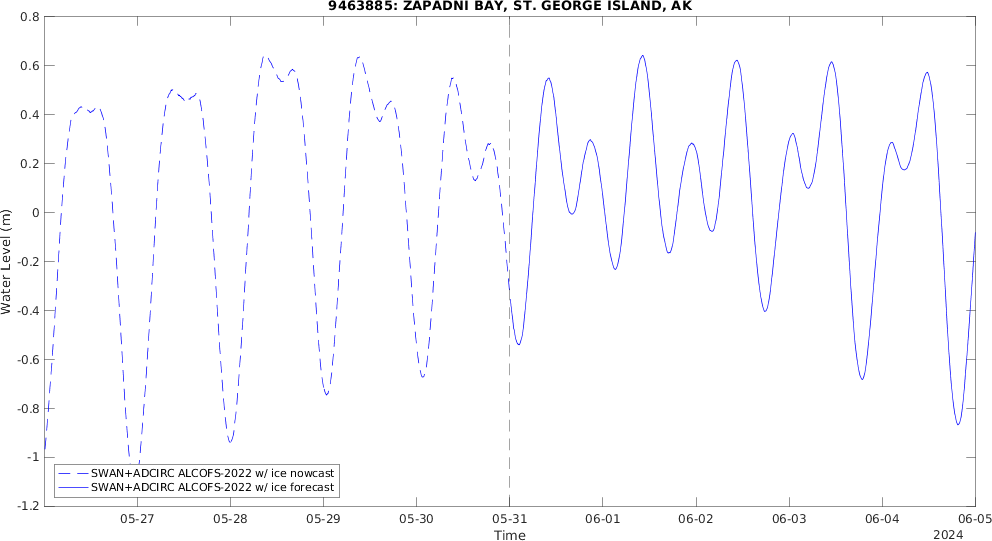 9463885: ZAPADNI BAY, ST. GEORGE ISLAND, AK
0.8
0.6
0.4
0.2
0
-0.2
-0.4
-0.6
-0.8
-1
-1.2
Water Level (m)
SWAN+ADCIRC ALCOFS-2022 w/ ice nowcast
SWAN+ADCIRC ALCOFS-2022 w/ ice forecast
05-27 05-28 05-29 05-30 05-31 06-01 06-02 06-03 06-04 06-05
Time
2024